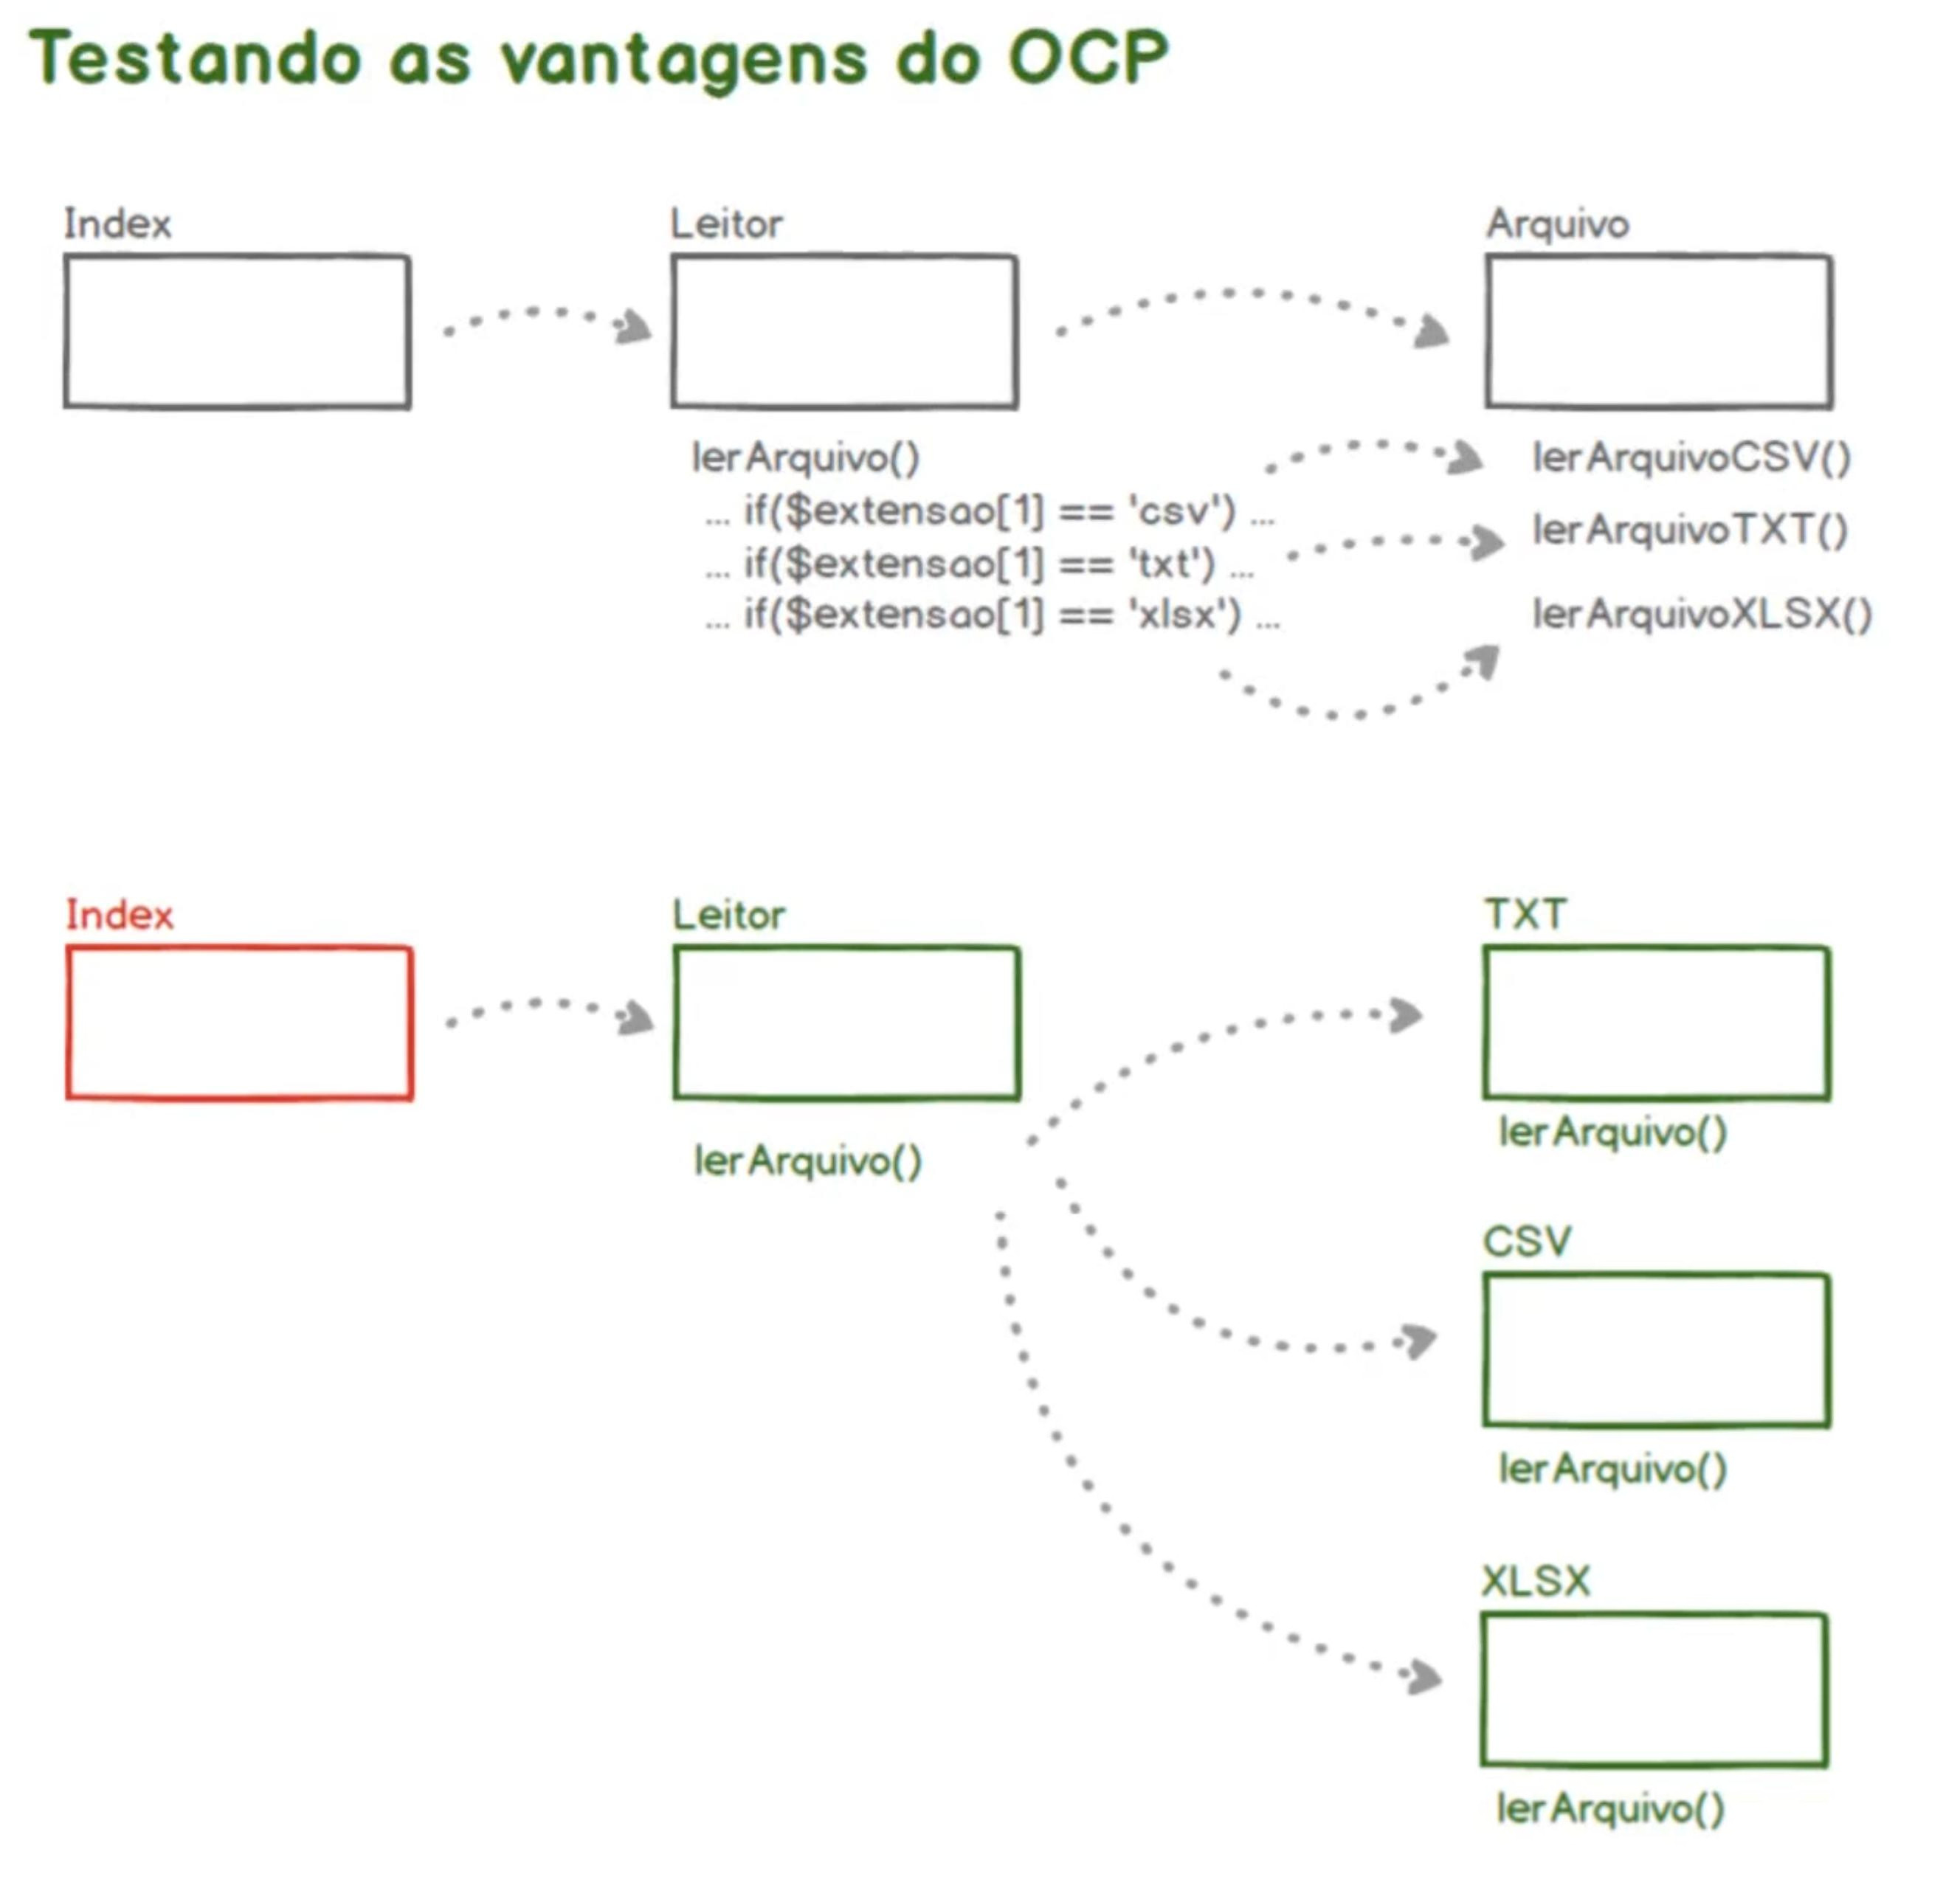 Testando as vantagens do OCP
Index
Leitor
Arquivo
lerArquivo()
... if($extensao[1] == 'csv') ...
... if($extensao[1] == 'txt') ...
... if($extensao[1] == 'xlsx') ...
lerArquivoCSV()
lerArquivoTXT()
lerArquivoXLSX()
Index
Leitor
lerArquivo()
TXT
lerArquivo()
CSV
lerArquivo()
XLSX
lerArquivo()